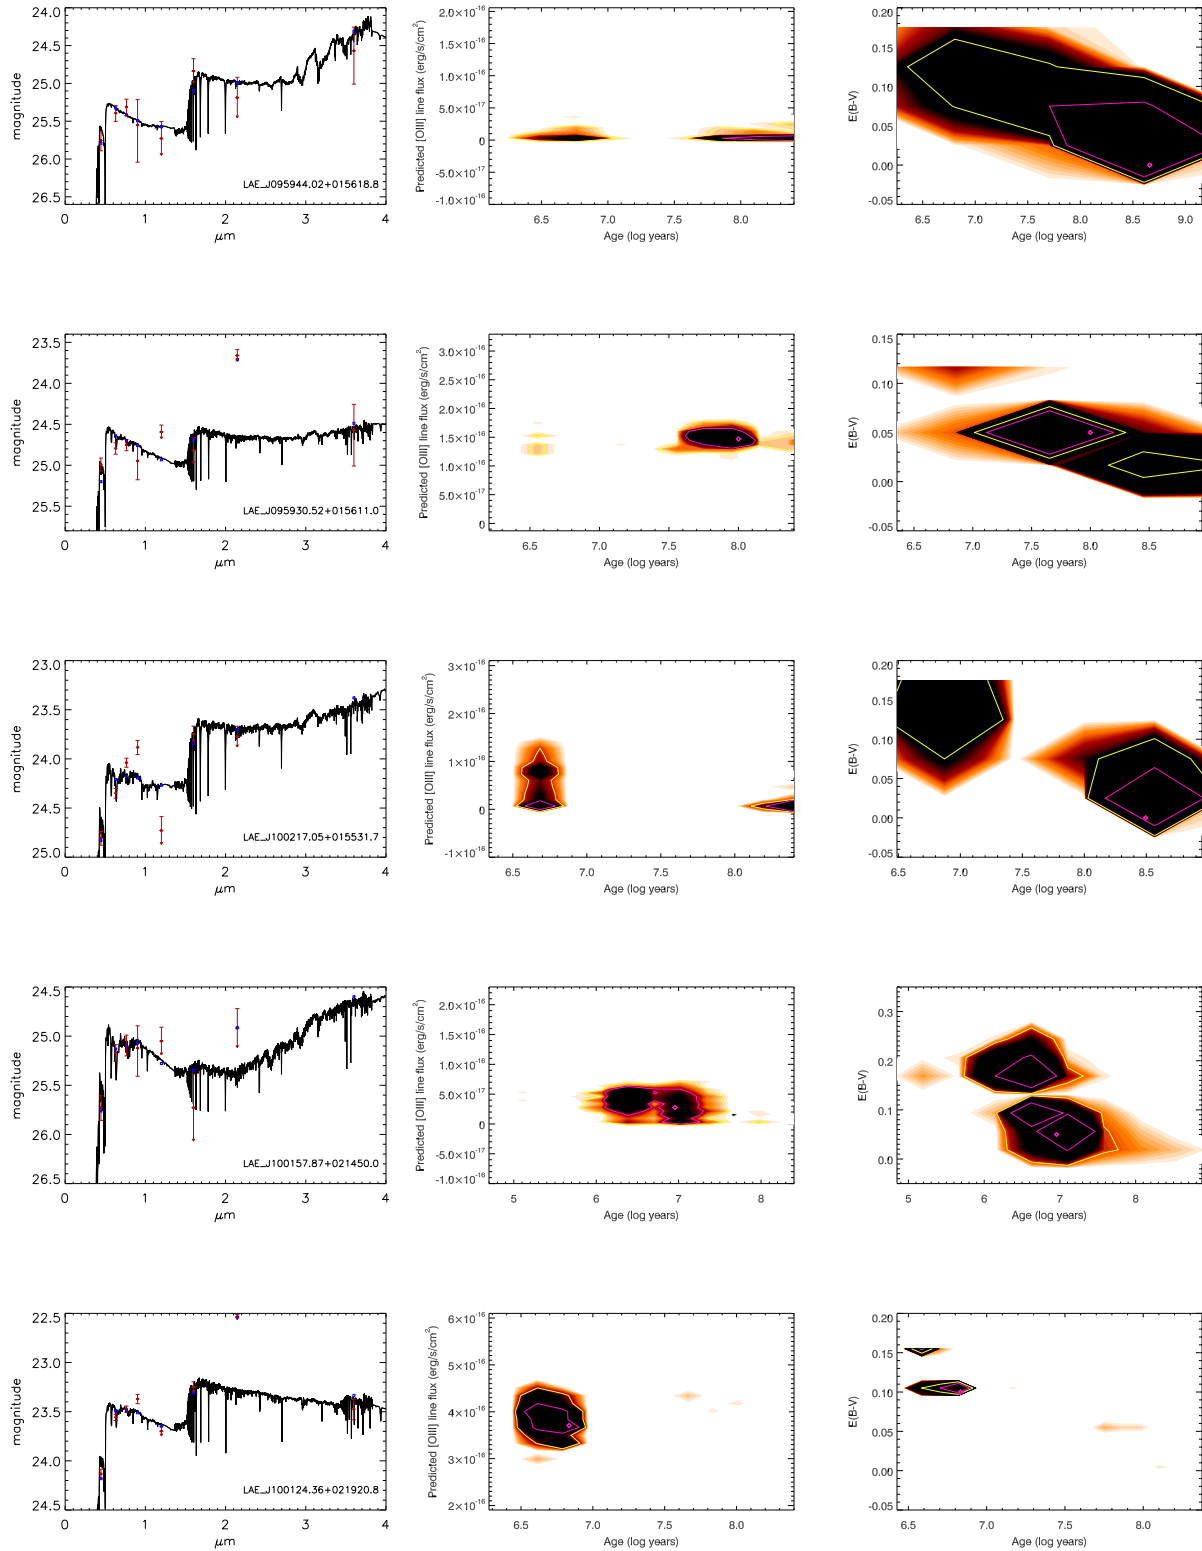 24.0
24.5
25.0
25.5
26.0
26.5
magnitude
0 1 2 3 4
μm
LAE_J095944.02+015618.8
2.0×10⁻¹⁶
1.5×10⁻¹⁶
1.0×10⁻¹⁶
5.0×10⁻¹⁷
0
-5.0×10⁻¹⁷
-1.0×10⁻¹⁶
Predicted [OIII] line flux (erg/s/cm²)
6.5 7.0 7.5 8.0
Age (log years)
0.20
0.15
0.10
0.05
0.00
-0.05
E(B-V)
6.5 7.0 7.5 8.0 8.5 9.0
Age (log years)
23.5
24.0
24.5
25.0
25.5
magnitude
0 1 2 3 4
μm
LAE_J095930.52+015611.0
3.0×10⁻¹⁶
2.5×10⁻¹⁶
2.0×10⁻¹⁶
1.5×10⁻¹⁶
1.0×10⁻¹⁶
5.0×10⁻¹⁷
0
Predicted [OIII] line flux (erg/s/cm²)
6.5 7.0 7.5 8.0
Age (log years)
0.15
0.10
0.05
0.00
-0.05
E(B-V)
6.5 7.0 7.5 8.0 8.5
Age (log years)
23.0
23.5
24.0
24.5
25.0
magnitude
0 1 2 3 4
μm
LAE_J100217.05+015531.7
3×10⁻¹⁶
2×10⁻¹⁶
1×10⁻¹⁶
0
-1×10⁻¹⁶
Predicted [OIII] line flux (erg/s/cm²)
6.5 7.0 7.5 8.0
Age (log years)
0.20
0.15
0.10
0.05
0.00
-0.05
E(B-V)
6.5 7.0 7.5 8.0 8.5
Age (log years)
24.5
25.0
25.5
26.0
26.5
magnitude
0 1 2 3 4
μm
LAE_J100157.87+021450.0
2.0×10⁻¹⁶
1.5×10⁻¹⁶
1.0×10⁻¹⁶
5.0×10⁻¹⁷
0
-5.0×10⁻¹⁷
-1.0×10⁻¹⁶
Predicted [OIII] line flux (erg/s/cm²)
5 6 7 8
Age (log years)
0.3
0.2
0.1
0.0
E(B-V)
5 6 7 8
Age (log years)
22.5
23.0
23.5
24.0
24.5
magnitude
0 1 2 3 4
μm
LAE_J100124.36+021920.8
6×10⁻¹⁶
5×10⁻¹⁶
4×10⁻¹⁶
3×10⁻¹⁶
2×10⁻¹⁶
Predicted [OIII] line flux (erg/s/cm²)
6.5 7.0 7.5 8.0
Age (log years)
0.20
0.15
0.10
0.05
0.00
-0.05
E(B-V)
6.5 7.0 7.5 8.0 8.5
Age (log years)